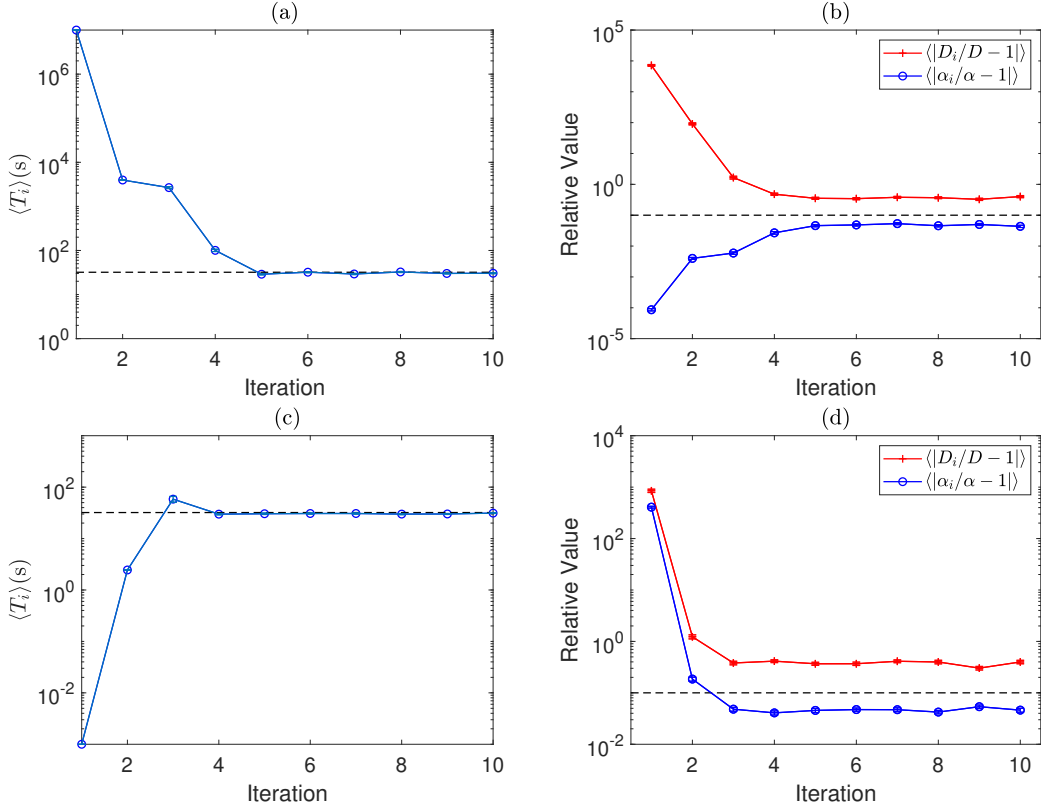 (a)
10^6
10^4
10^2
10^0
⟨T_i⟩(s)
2 4 6 8 10
Iteration
(b)
10^5
10^0
10^-5
Relative Value
⟨|D_i/D − 1|⟩
⟨|α_i/α − 1|⟩
2 4 6 8 10
Iteration
(c)
10^2
10^0
10^-2
⟨T_i⟩(s)
2 4 6 8 10
Iteration
(d)
10^4
10^2
10^0
10^-2
Relative Value
⟨|D_i/D − 1|⟩
⟨|α_i/α − 1|⟩
2 4 6 8 10
Iteration